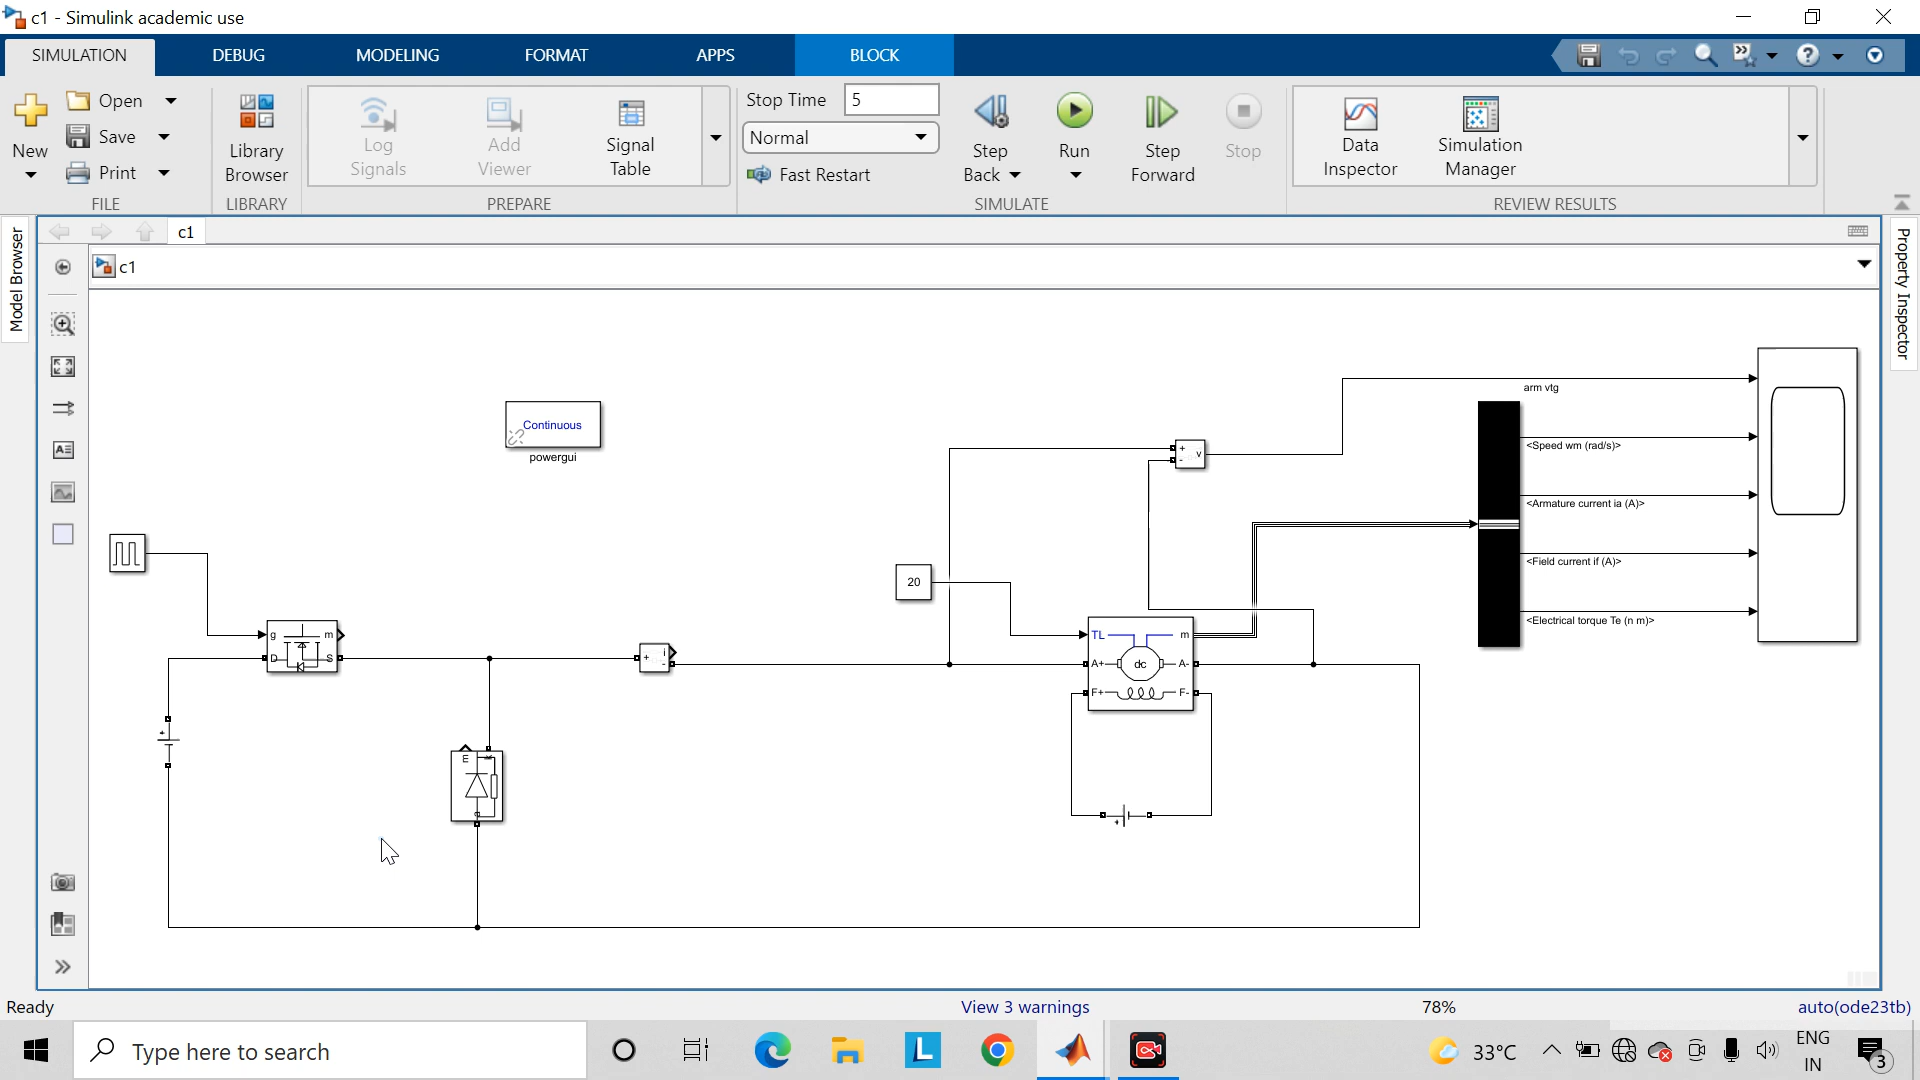 c1 - Simulink academic use
SIMULATION
DEBUG
MODELING
FORMAT
APPS
BLOCK
New
Open
Save
Print
FILE
Library
Browser
LIBRARY
Log
Signals
Add
Viewer
Signal
Table
PREPARE
Stop Time 5
Normal
Fast Restart
Step
Back
Run
Step
Forward
Stop
SIMULATE
Data
Inspector
Simulation
Manager
REVIEW RESULTS
Model Browser
Property Inspector
c1
c1
Continuous
powergui
arm vtg
<Speed wm (rad/s)>
<Armature current ia (A)>
<Field current if (A)>
<Electrical torque Te (n m)>
+
-
v
20
g
m
D
S
+
i
-
TL
m
A+
dc
A-
F+
F-
m
k
a
+
+
Ready
View 3 warnings
78%
auto(ode23tb)
Type here to search
L
33°C
ENG
IN
3